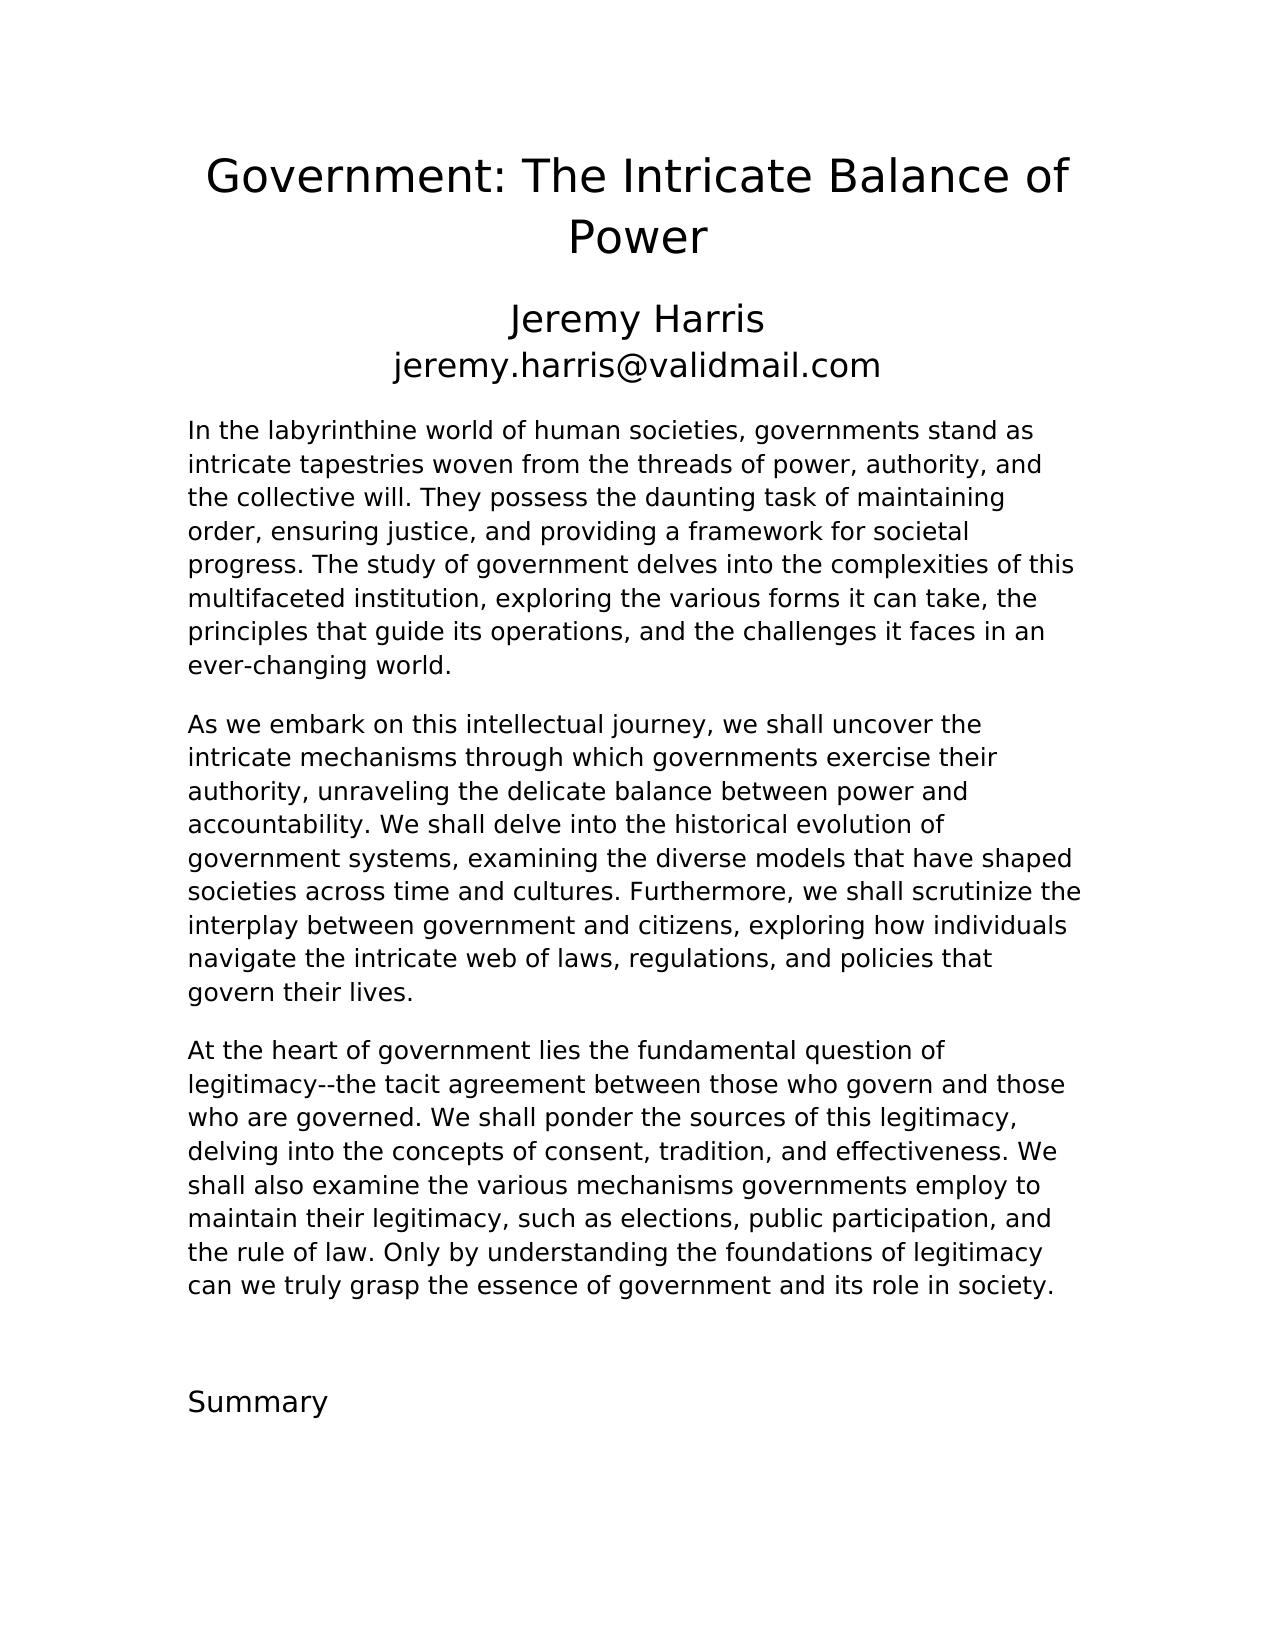 Government: The Intricate Balance of
Power
Jeremy Harris
jeremy.harris@validmail.com
In the labyrinthine world of human societies, governments stand as
intricate tapestries woven from the threads of power, authority, and
the collective will. They possess the daunting task of maintaining
order, ensuring justice, and providing a framework for societal
progress. The study of government delves into the complexities of this
multifaceted institution, exploring the various forms it can take, the
principles that guide its operations, and the challenges it faces in an
ever-changing world.
As we embark on this intellectual journey, we shall uncover the
intricate mechanisms through which governments exercise their
authority, unraveling the delicate balance between power and
accountability. We shall delve into the historical evolution of
government systems, examining the diverse models that have shaped
societies across time and cultures. Furthermore, we shall scrutinize the
interplay between government and citizens, exploring how individuals
navigate the intricate web of laws, regulations, and policies that
govern their lives.
At the heart of government lies the fundamental question of
legitimacy--the tacit agreement between those who govern and those
who are governed. We shall ponder the sources of this legitimacy,
delving into the concepts of consent, tradition, and effectiveness. We
shall also examine the various mechanisms governments employ to
maintain their legitimacy, such as elections, public participation, and
the rule of law. Only by understanding the foundations of legitimacy
can we truly grasp the essence of government and its role in society.
Summary